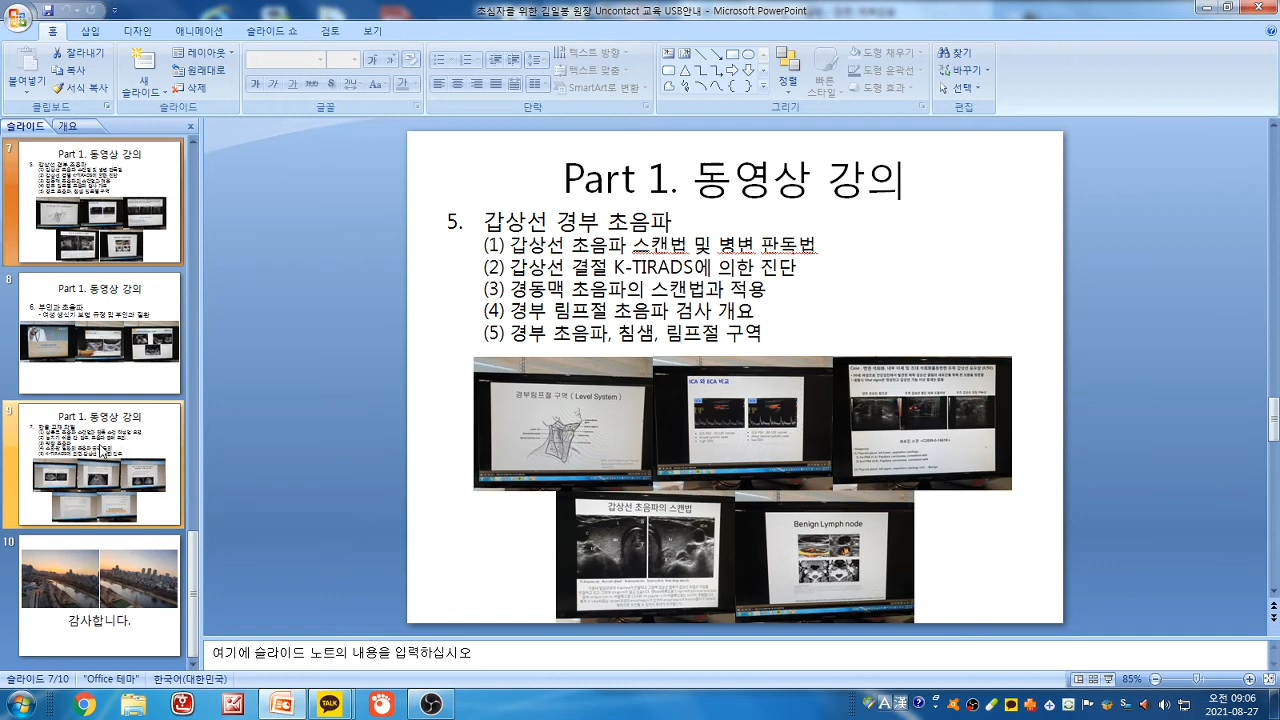 초심자를 위한 김일봉 원장 Uncontact 교육 USB안내 - Microsoft PowerPoint
홈 삽입 디자인 애니메이션 슬라이드 쇼 검토 보기
붙여넣기
잘라내기
복사
서식 복사
클립보드
새 슬라이드
레이아웃
원래대로
삭제
슬라이드
글꼴
텍스트 방향
텍스트 맞춤
SmartArt로 변환
단락
정렬
빠른 스타일
도형 채우기
도형 윤곽선
도형 효과
그리기
찾기
바꾸기
선택
편집
슬라이드 개요
7
Part 1. 동영상 강의
8
Part 1. 동영상 강의
6. 부인과 초음파
9
Part 1. 동영상 강의
10
감사합니다.
Part 1. 동영상 강의
5. 갑상선 경부 초음파
(1) 갑상선 초음파 스캔법 및 병변 판독법
(2) 갑상선 결절 K-TIRADS에 의한 진단
(3) 경동맥 초음파의 스캔법과 적용
(4) 경부 림프절 초음파 검사 개요
(5) 경부 초음파, 침샘, 림프절 구역
경부림프절 구역 ( Level System )
ICA 와 ECA 비교
갑상선 초음파의 스캔법
Benign Lymph node
여기에 슬라이드 노트의 내용을 입력하십시오
슬라이드 7/10 "Office 테마" 한국어(대한민국) 85%
TALK
A 漢
오전 09:06
2021-08-27